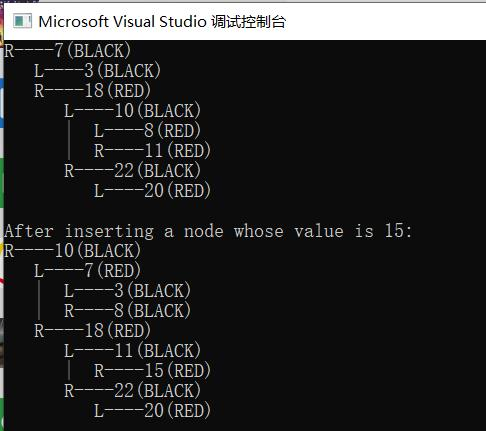 Microsoft Visual Studio 调试控制台
R----7(BLACK)
   L----3(BLACK)
   R----18(RED)
      L----10(BLACK)
      |  L----8(RED)
      |  R----11(RED)
      R----22(BLACK)
         L----20(RED)

After inserting a node whose value is 15:
R----10(BLACK)
   L----7(RED)
   |  L----3(BLACK)
   |  R----8(BLACK)
   R----18(RED)
      L----11(BLACK)
      |  R----15(RED)
      R----22(BLACK)
         L----20(RED)